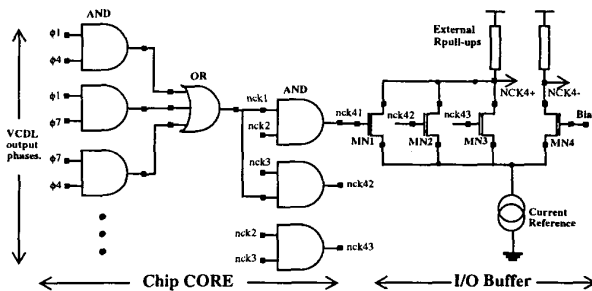 AND
ϕ1
ϕ4
ϕ1
ϕ7
ϕ7
ϕ4
VCDL
output
phases.
OR
nck1
AND
nck2
nck3
nck2
nck3
nck41
nck42
nck43
nck42
nck43
MN1
MN2
MN3
MN4
External
Rpull-ups
NCK4+
NCK4-
Bia
Current
Reference
Chip CORE
I/O Buffer